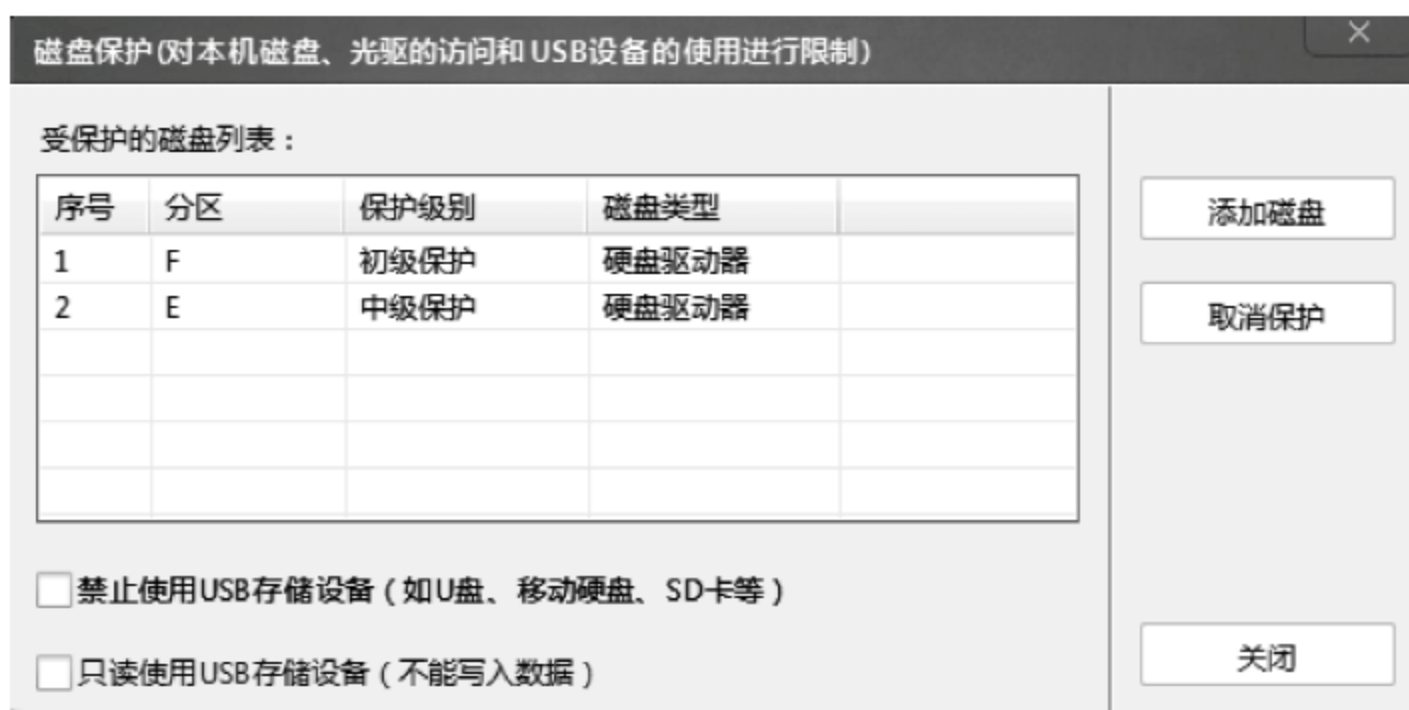 磁盘保护(对本机磁盘、光驱的访问和USB设备的使用进行限制)
受保护的磁盘列表：
序号 分区 保护级别 磁盘类型
1 F 初级保护 硬盘驱动器
2 E 中级保护 硬盘驱动器
添加磁盘
取消保护
禁止使用USB存储设备(如U盘、移动硬盘、SD卡等)
只读使用USB存储设备(不能写入数据)
关闭